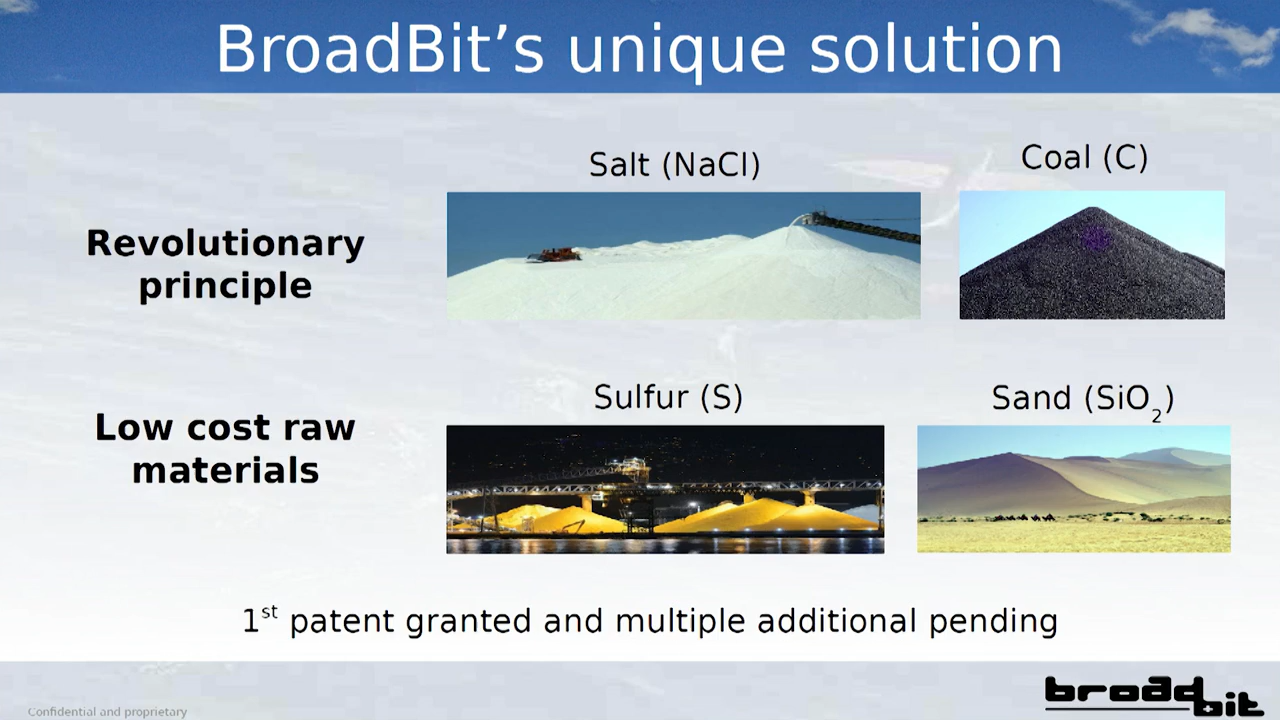 BroadBit’s unique solution
Salt (NaCl)
Coal (C)
Revolutionary
principle
Sulfur (S)
Sand (SiO₂)
Low cost raw
materials
1st patent granted and multiple additional pending
Confidential and proprietary
broadbit